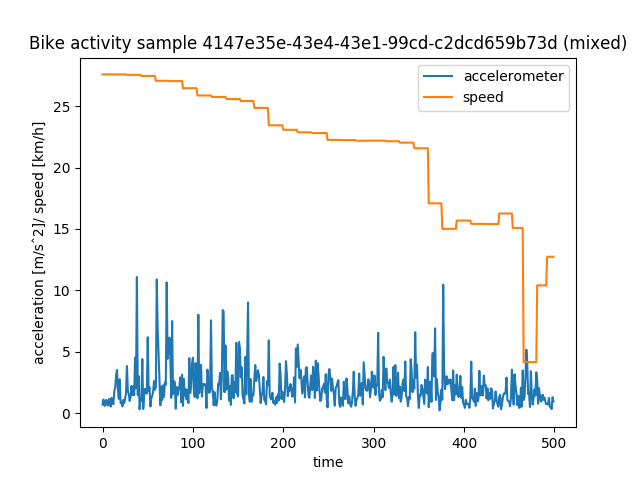 Bike activity sample 4147e35e-43e4-43e1-99cd-c2dcd659b73d (mixed)
accelerometer
speed
acceleration [m/s^2]/ speed [km/h]
25
20
15
10
5
0
0 100 200 300 400 500
time